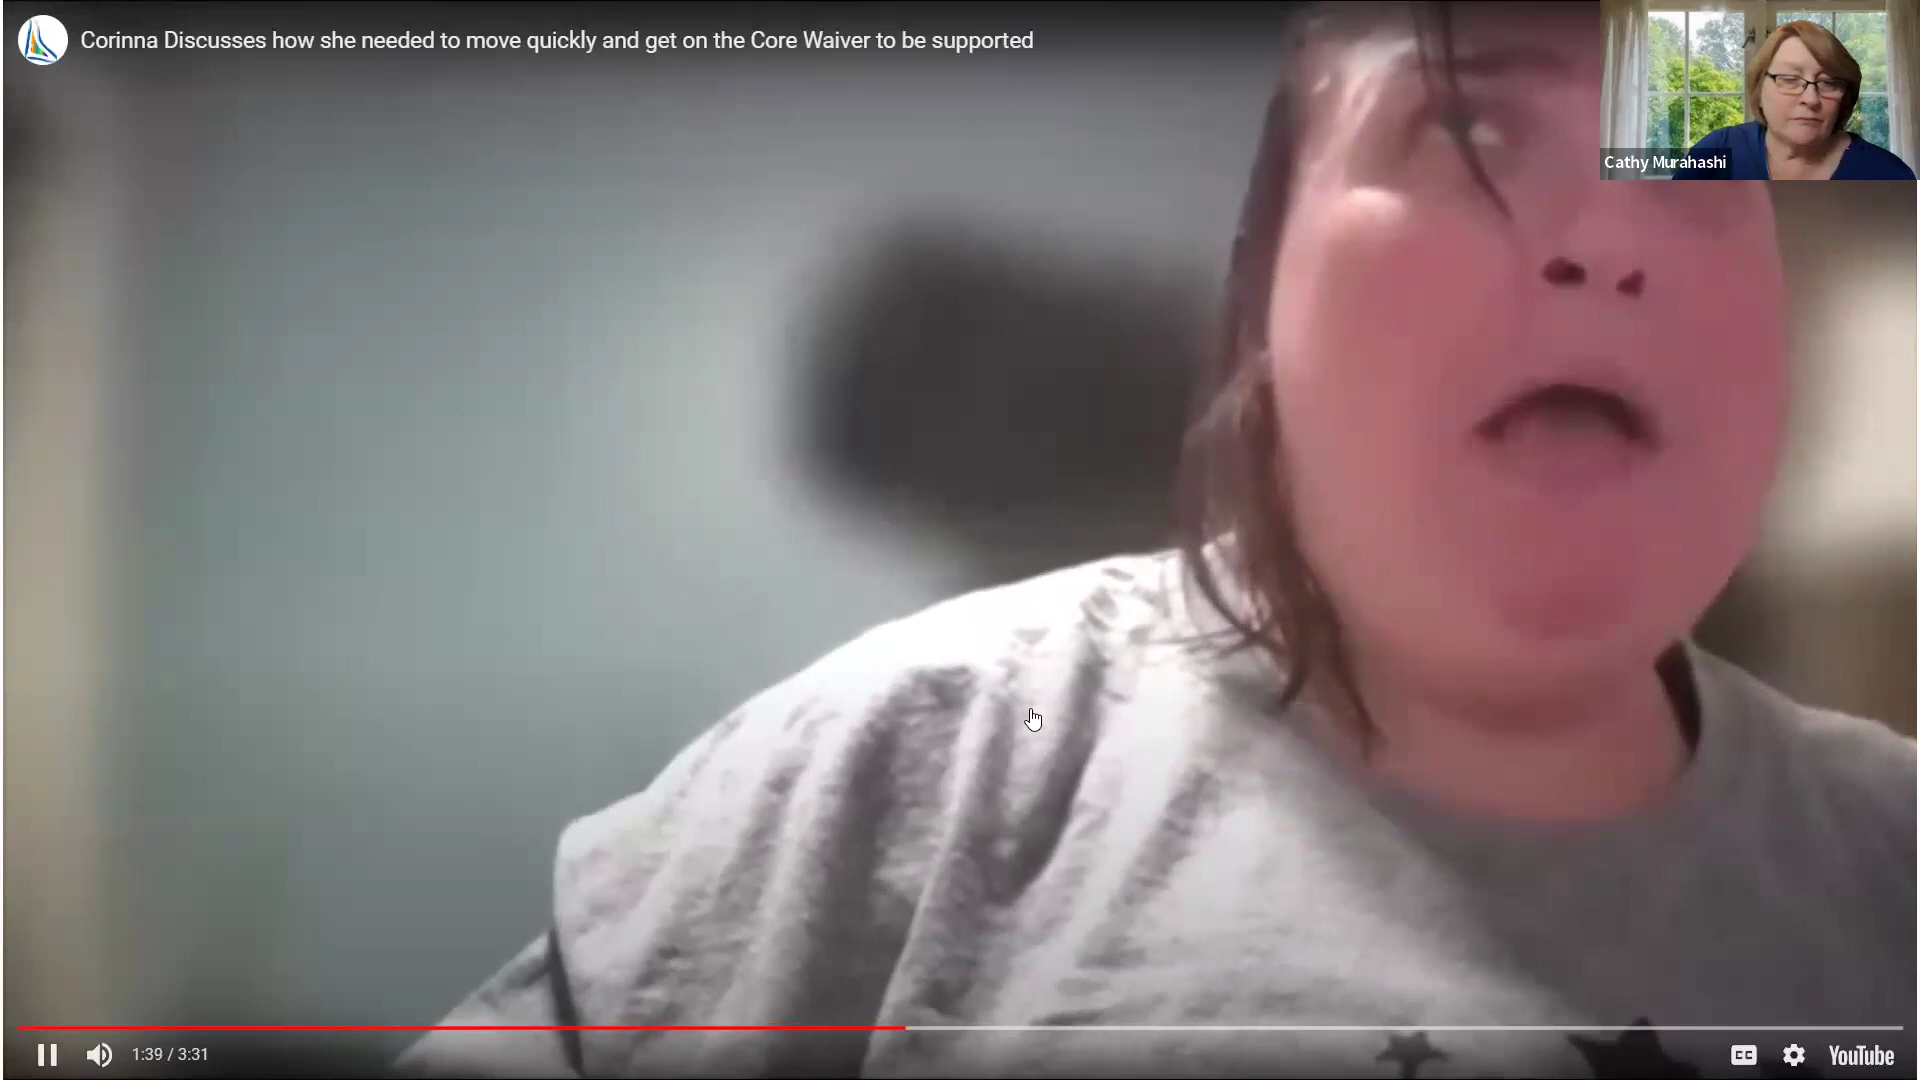 Corinna Discusses how she needed to move quickly and get on the Core Waiver to be supported
Cathy Murahashi
1:39 / 3:31
CC
YouTube